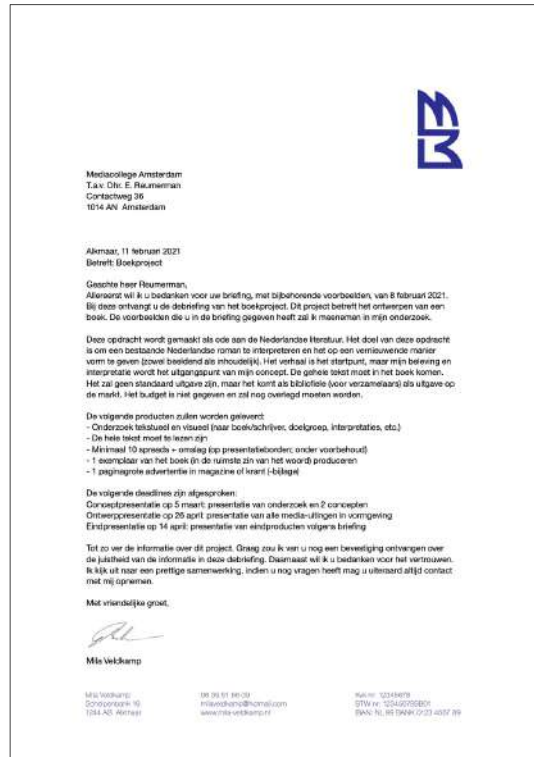 Mediacollege Amsterdam
T.a.v. Dhr. E. Reumerman
Contactweg 36
1014 AN Amsterdam
Alkmaar, 11 februari 2021
Betreft: Boekproject
Geachte heer Reumerman,
Allereerst wil ik u bedanken voor uw briefing, met bijbehorende voorbeelden, van 8 februari 2021.
Bij deze ontvangt u de debriefing van het boekproject. Dit project betreft het ontwerpen van een
boek. De voorbeelden die u in de briefing gegeven heeft zal ik meenemen in mijn onderzoek.
Deze opdracht wordt gemaakt als ode aan de Nederlandse literatuur. Het doel van deze opdracht
is om een bestaande Nederlandse roman te interpreteren en het op een vernieuwende manier
vorm te geven (zowel beeldend als inhoudelijk). Het verhaal is het startpunt, maar mijn beleving en
interpretatie wordt het uitgangspunt van mijn concept. De gehele tekst moet in het boek komen.
Het zal geen standaard uitgave zijn, maar het komt als bibliofiele (voor verzamelaars) als uitgave op
de markt. Het budget is niet gegeven en zal nog overlegd moeten worden.
De volgende producten zullen worden geleverd:
- Onderzoek tekstueel en visueel (naar boek/schrijver, doelgroep, interpretaties, etc.)
- De hele tekst moet te lezen zijn
- Minimaal 10 spreads + omslag (op presentatieborden; onder voorbehoud)
- 1 exemplaar van het boek (in de ruimste zin van het woord) produceren
- 1 paginagrote advertentie in magazine of krant (-bijlage)
De volgende deadlines zijn afgesproken:
Conceptpresentatie op 5 maart: presentatie van onderzoek en 2 concepten
Ontwerppresentatie op 26 april: presentatie van alle media-uitingen in vormgeving
Eindpresentatie op 14 april: presentatie van eindproducten volgens briefing
Tot zo ver de informatie over dit project. Graag zou ik van u nog een bevestiging ontvangen over
de juistheid van de informatie in deze debriefing. Daarnaast wil ik u bedanken voor het vertrouwen.
Ik kijk uit naar een prettige samenwerking, indien u nog vragen heeft mag u uiteraard altijd contact
met mij opnemen.
Met vriendelijke groet,
Mila Veldkamp
Mila Veldkamp
1244 AB Alkmaar
milaveldkamp@hotmail.com
www.mila-veldkamp.nl
KvK-nr: 12345678